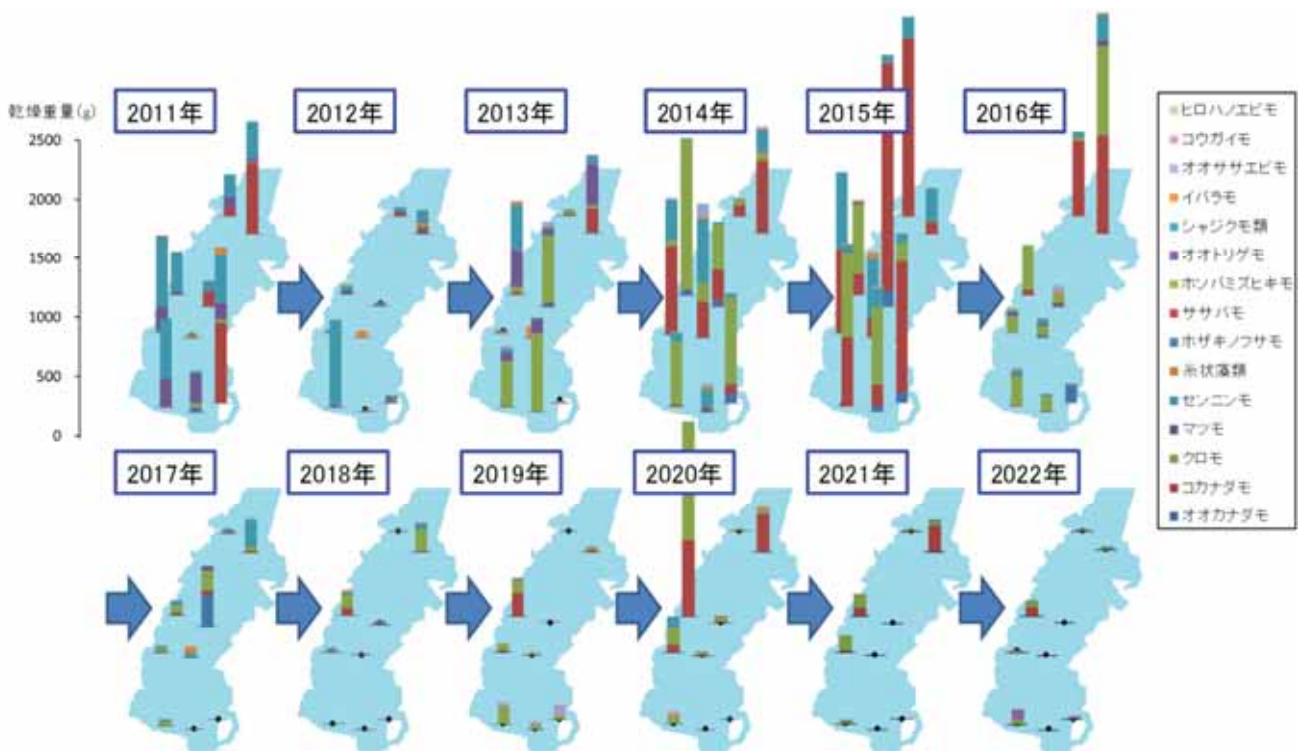 乾燥重量(g)
2011年
2012年
2013年
2014年
2015年
2016年
2500
2000
1500
1000
500
0
2017年
2018年
2019年
2020年
2021年
2022年
ヒロハノエビモ
コウガイモ
オオササエビモ
イバラモ
シャジクモ類
オオトリゲモ
ホソバミズヒキモ
ササバモ
ホザキノフサモ
糸状藻類
センニンモ
マツモ
クロモ
コカナダモ
オオカナダモ